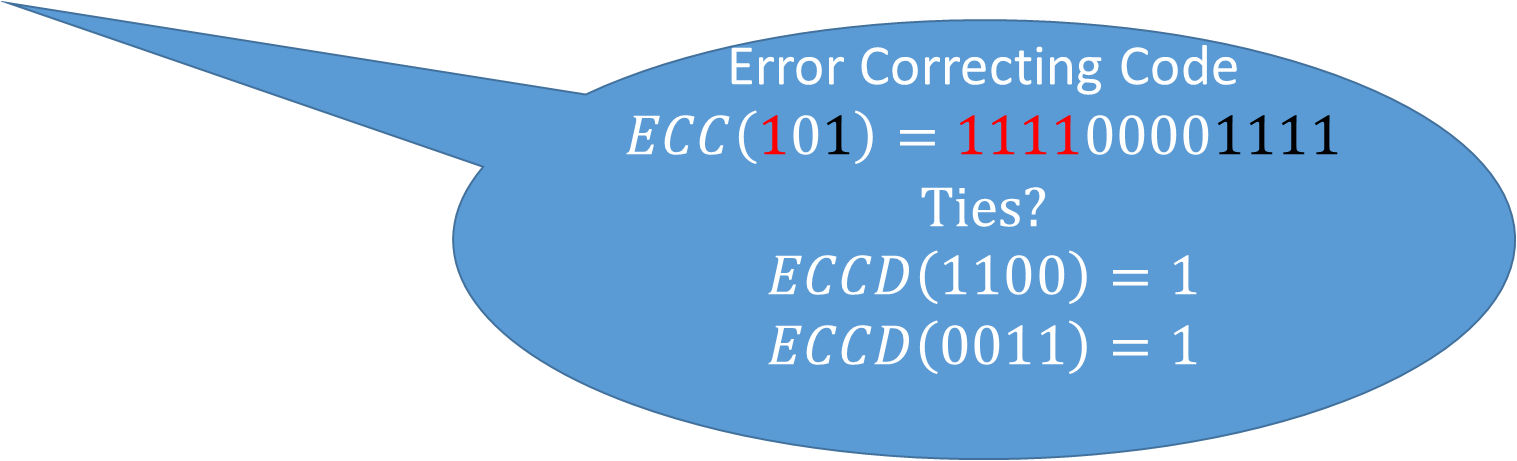 Error Correcting Code
ECC(101) = 111100001111
Ties?
ECCD(1100) = 1
ECCD(0011) = 1